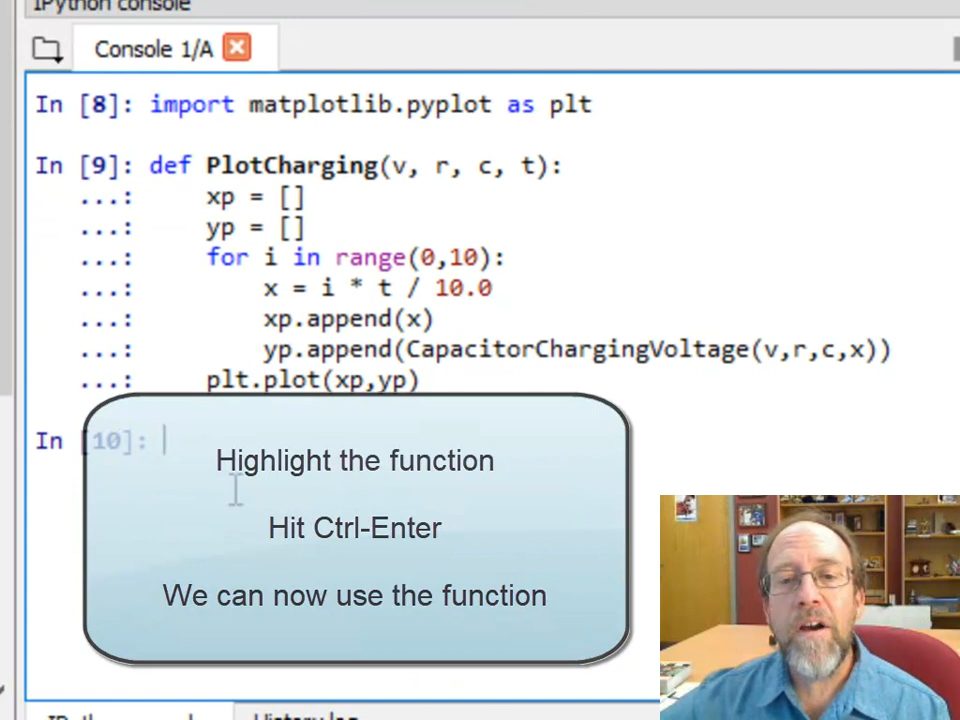 IPython console
Console 1/A
In [8]: import matplotlib.pyplot as plt
In [9]: def PlotCharging(v, r, c, t):
...: xp = []
...: yp = []
...: for i in range(0,10):
...: x = i * t / 10.0
...: xp.append(x)
...: yp.append(CapacitorChargingVoltage(v,r,c,x))
...: plt.plot(xp,yp)
In [10]:
Highlight the function
Hit Ctrl-Enter
We can now use the function
History log